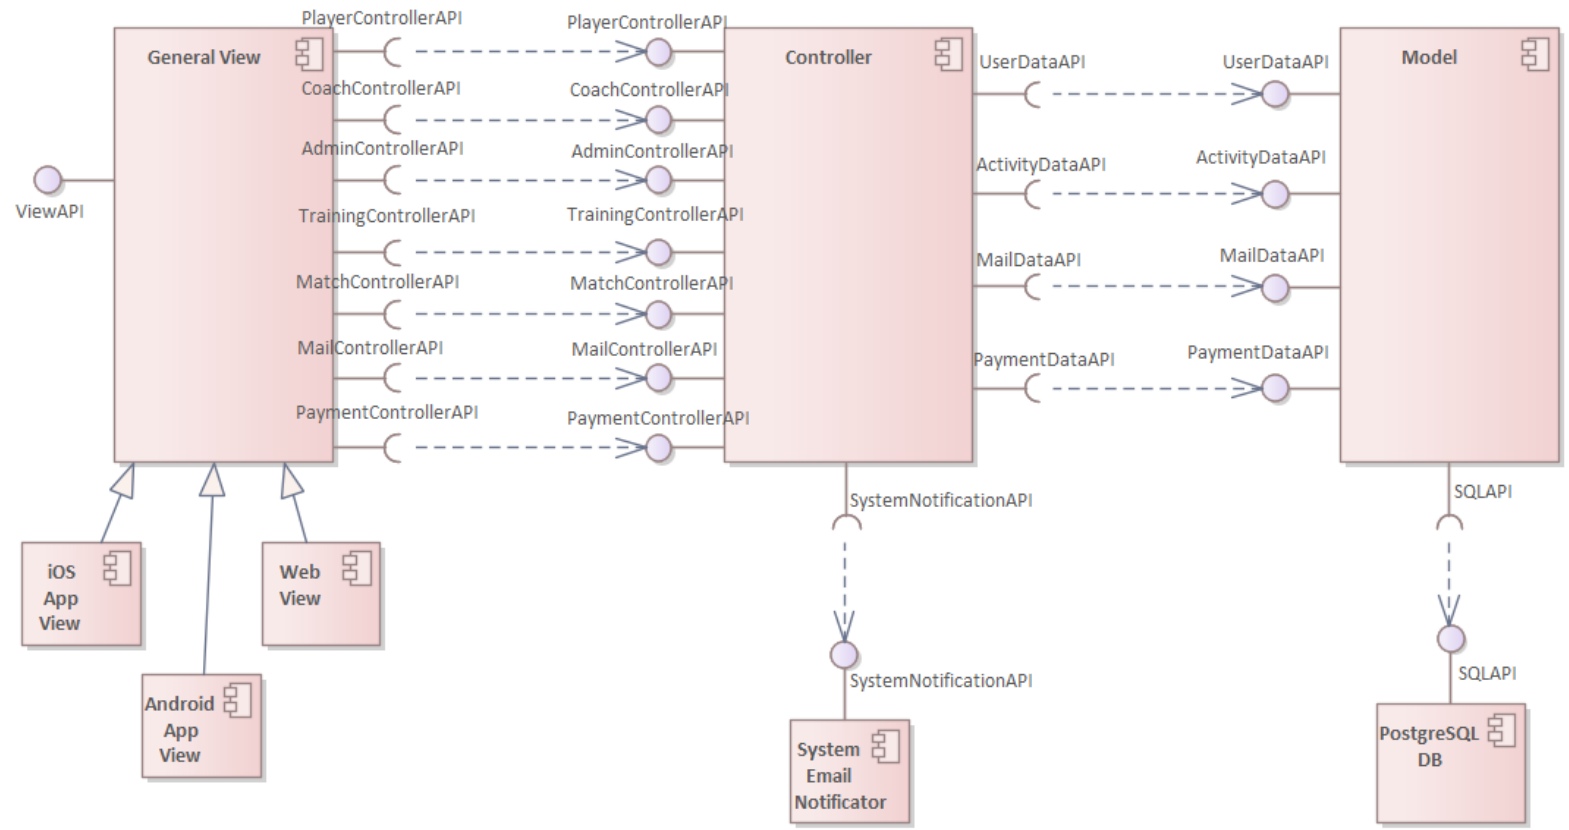 PlayerControllerAPI
PlayerControllerAPI
General View
Controller
Model
UserDataAPI
UserDataAPI
CoachControllerAPI
CoachControllerAPI
AdminControllerAPI
AdminControllerAPI
ActivityDataAPI
ActivityDataAPI
ViewAPI
TrainingControllerAPI
TrainingControllerAPI
MailDataAPI
MailDataAPI
MatchControllerAPI
MatchControllerAPI
MailControllerAPI
MailControllerAPI
PaymentDataAPI
PaymentDataAPI
PaymentControllerAPI
PaymentControllerAPI
SystemNotificationAPI
SQLAPI
iOS
App
View
Web
View
Android
App
View
SystemNotificationAPI
SQLAPI
System
Email
Notificator
PostgreSQL
DB